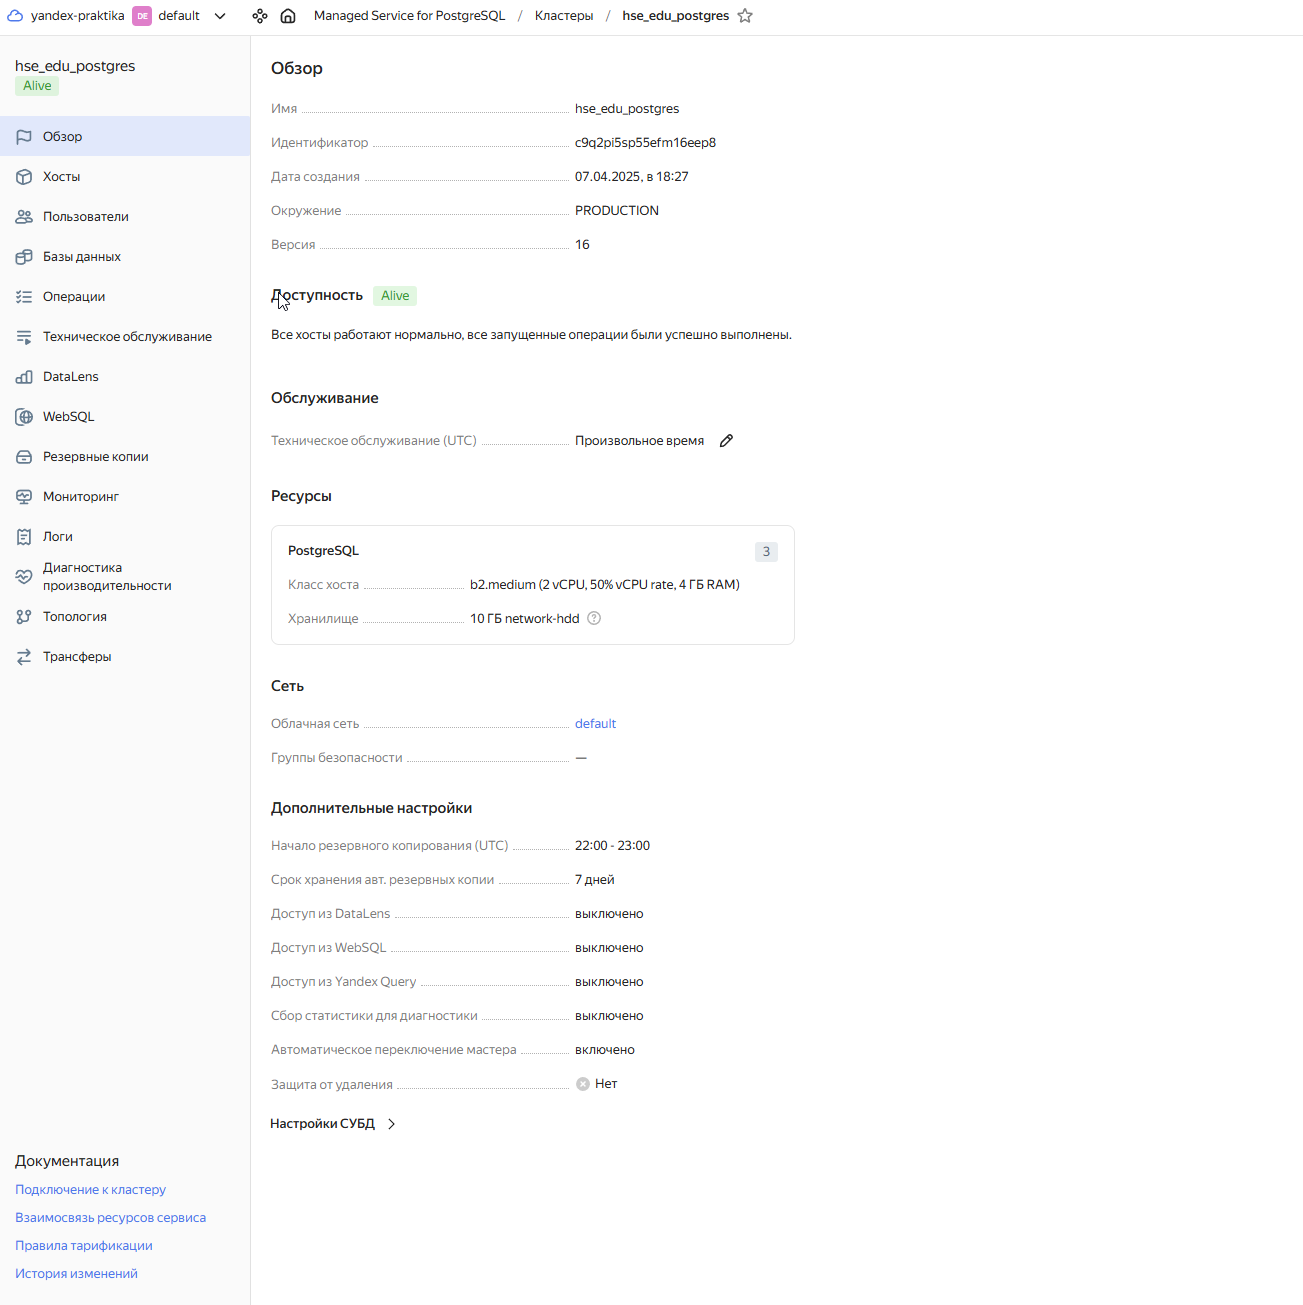 yandex-praktika DE default Managed Service for PostgreSQL / Кластеры / hse_edu_postgres
hse_edu_postgres
Alive
Обзор
Хосты
Пользователи
Базы данных
Операции
Техническое обслуживание
DataLens
WebSQL
Резервные копии
Мониторинг
Логи
Диагностика
производительности
Топология
Трансферы
Документация
Подключение к кластеру
Взаимосвязь ресурсов сервиса
Правила тарификации
История изменений
Обзор
Имя hse_edu_postgres
Идентификатор c9q2pi5sp55efm16eep8
Дата создания 07.04.2025, в 18:27
Окружение PRODUCTION
Версия 16
Доступность Alive
Все хосты работают нормально, все запущенные операции были успешно выполнены.
Обслуживание
Техническое обслуживание (UTC) Произвольное время
Ресурсы
PostgreSQL 3
Класс хоста b2.medium (2 vCPU, 50% vCPU rate, 4 ГБ RAM)
Хранилище 10 ГБ network-hdd
Сеть
Облачная сеть default
Группы безопасности —
Дополнительные настройки
Начало резервного копирования (UTC) 22:00 - 23:00
Срок хранения авт. резервных копии 7 дней
Доступ из DataLens выключено
Доступ из WebSQL выключено
Доступ из Yandex Query выключено
Сбор статистики для диагностики выключено
Автоматическое переключение мастера включено
Защита от удаления Нет
Настройки СУБД